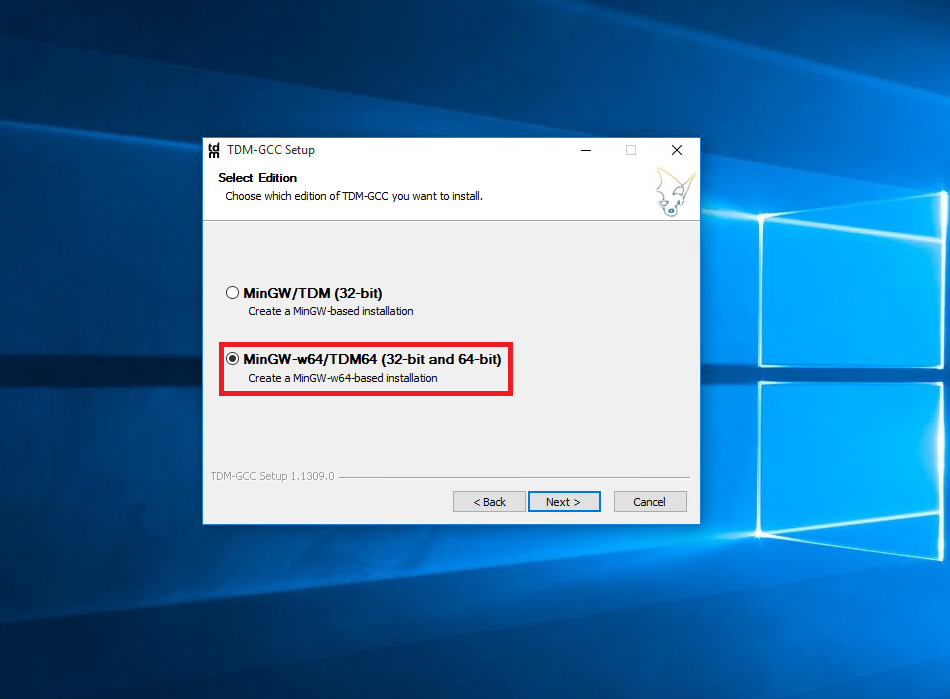 TDM-GCC Setup
Select Edition
Choose which edition of TDM-GCC you want to install.
MinGW/TDM (32-bit)
Create a MinGW-based installation
MinGW-w64/TDM64 (32-bit and 64-bit)
Create a MinGW-w64-based installation
TDM-GCC Setup 1.1309.0
< Back
Next >
Cancel